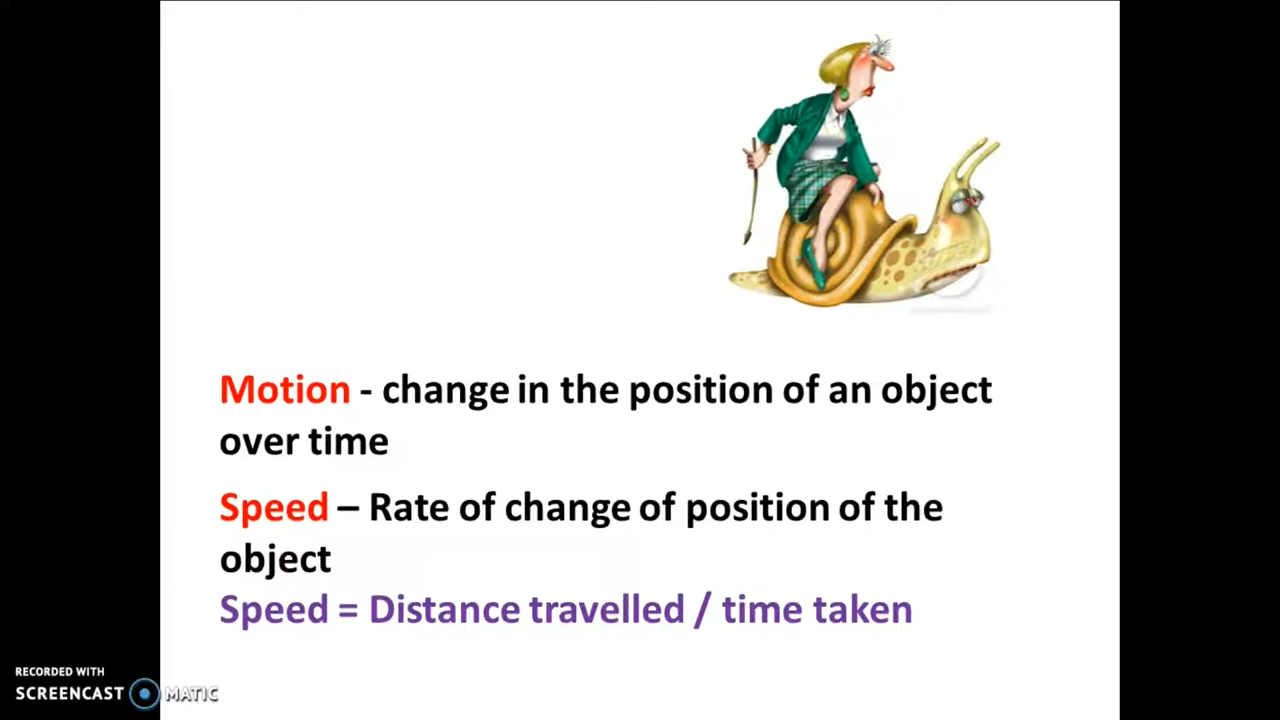 Motion - change in the position of an object
over time
Speed – Rate of change of position of the
object
Speed = Distance travelled / time taken
RECORDED WITH
SCREENCAST MATIC